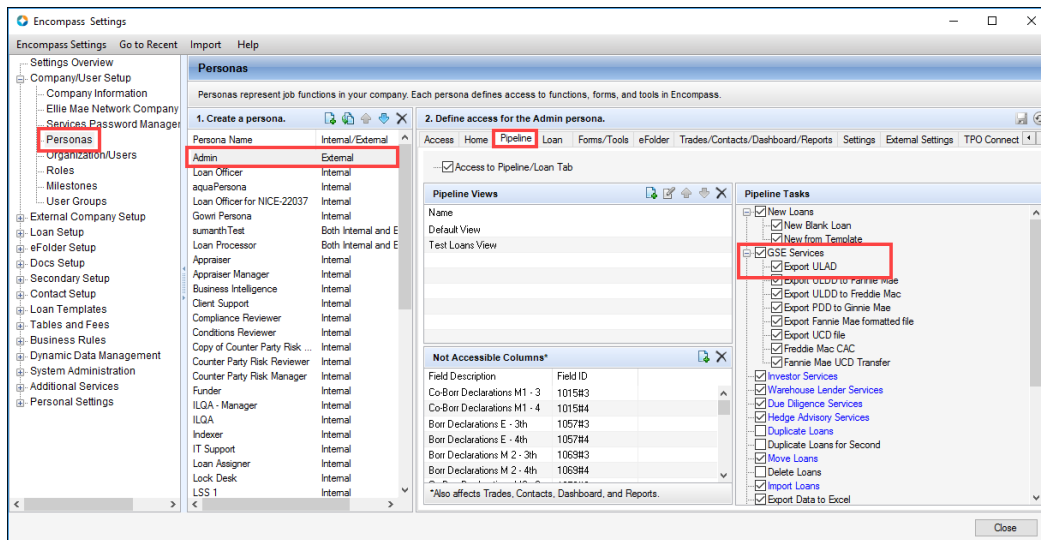 Encompass Settings
Encompass Settings Go to Recent Import Help
Settings Overview
Company/User Setup
Company Information
Ellie Mae Network Company
Services Password Manager
Personas
Organization/Users
Roles
Milestones
User Groups
External Company Setup
Loan Setup
eFolder Setup
Docs Setup
Secondary Setup
Contact Setup
Loan Templates
Tables and Fees
Business Rules
Dynamic Data Management
System Administration
Additional Services
Personal Settings
Personas
Personas represent job functions in your company. Each persona defines access to functions, forms, and tools in Encompass.
1. Create a persona.
Persona Name Internal/External
Admin External
Loan Officer Internal
aquaPersona Internal
Loan Officer for NICE-22037 Internal
Gowri Persona Internal
sumanthTest Both Internal and E
Loan Processor Both Internal and E
Appraiser Internal
Appraiser Manager Internal
Business Intelligence Internal
Client Support Internal
Compliance Reviewer Internal
Conditions Reviewer Internal
Copy of Counter Party Risk ... Internal
Counter Party Risk Reviewer Internal
Counter Party Risk Manager Internal
Funder Internal
ILQA - Manager Internal
ILQA Internal
Indexer Internal
IT Support Internal
Loan Assigner Internal
Lock Desk Internal
LSS 1 Internal
2. Define access for the Admin persona.
Access Home Pipeline Loan Forms/Tools eFolder Trades/Contacts/Dashboard/Reports Settings External Settings TPO Connect
Access to Pipeline/Loan Tab
Pipeline Views
Name
Default View
Test Loans View
Not Accessible Columns*
Field Description Field ID
Co-Borr Declarations M1 - 3 1015#3
Co-Borr Declarations M1 - 4 1015#4
Borr Declarations E - 3th 1057#3
Borr Declarations E - 4th 1057#4
Borr Declarations M 2 - 3th 1069#3
Borr Declarations M 2 - 4th 1069#4
*Also affects Trades, Contacts, Dashboard, and Reports.
Pipeline Tasks
New Loans
New Blank Loan
New from Template
GSE Services
Export ULAD
Export ULDD to Fannie Mae
Export ULDD to Freddie Mac
Export PDD to Ginnie Mae
Export Fannie Mae formatted file
Export UCD file
Freddie Mac CAC
Fannie Mae UCD Transfer
Investor Services
Warehouse Lender Services
Due Diligence Services
Hedge Advisory Services
Duplicate Loans
Duplicate Loans for Second
Move Loans
Delete Loans
Import Loans
Export Data to Excel
Close